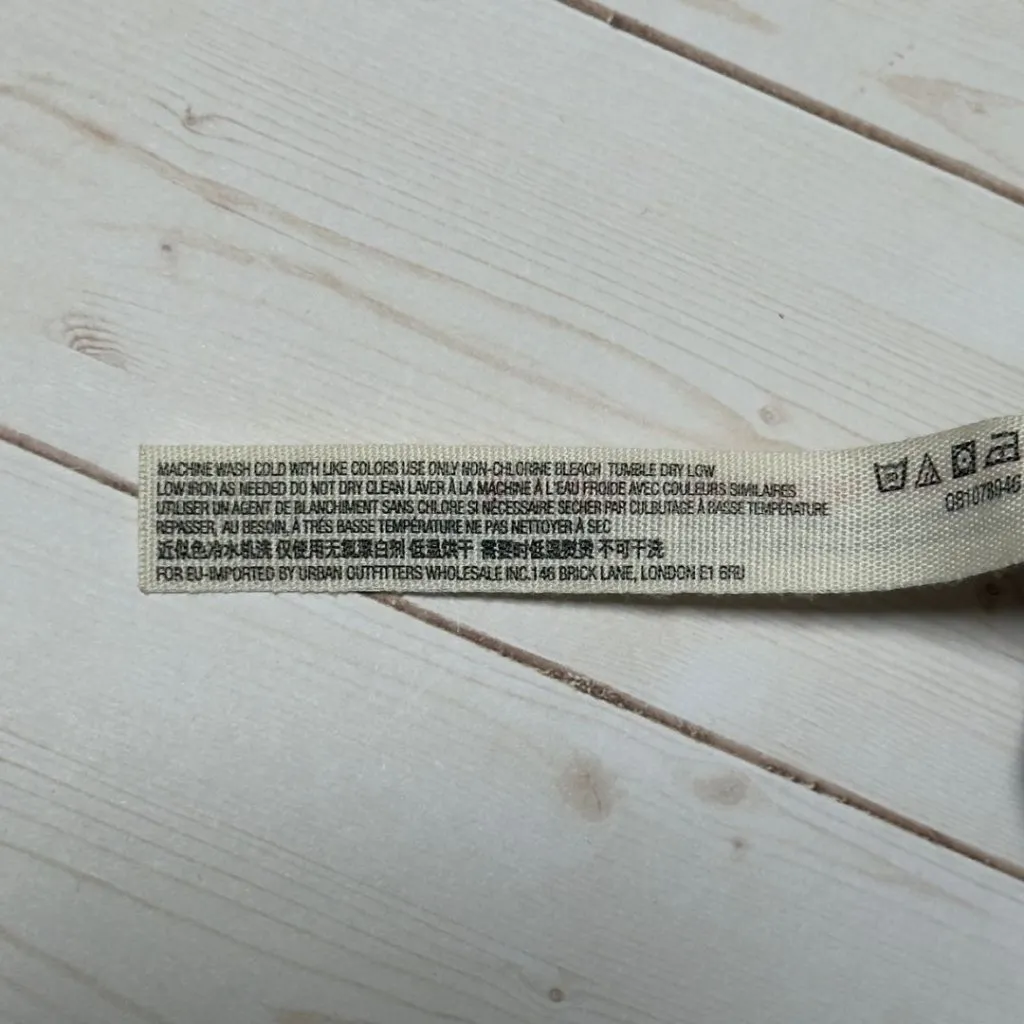 MACHINE WASH COLD WITH LIKE COLORS USE ONLY NON-CHLORINE BLEACH TUMBLE DRY LOW
LOW IRON AS NEEDED DO NOT DRY CLEAN LAVER À LA MACHINE À L'EAU FROIDE AVEC COULEURS SIMILAIRES
UTILISER UN AGENT DE BLANCHIMENT SANS CHLORE SI NÉCESSAIRE SECHER PAR CULBUTAGE À BASSE TEMPÉRATURE
REPASSER, AU BESOIN, À TRÉS BASSE TEMPÉRATURE NE PAS NETTOYER À SEC
近似色冷水机洗 仅使用无氯漂白剂 低温烘干 需要时低温熨烫 不可干洗
FOR EU-IMPORTED BY URBAN OUTFITTERS WHOLESALE INC.146 BRICK LANE, LONDON E1 6RU
OB1078946